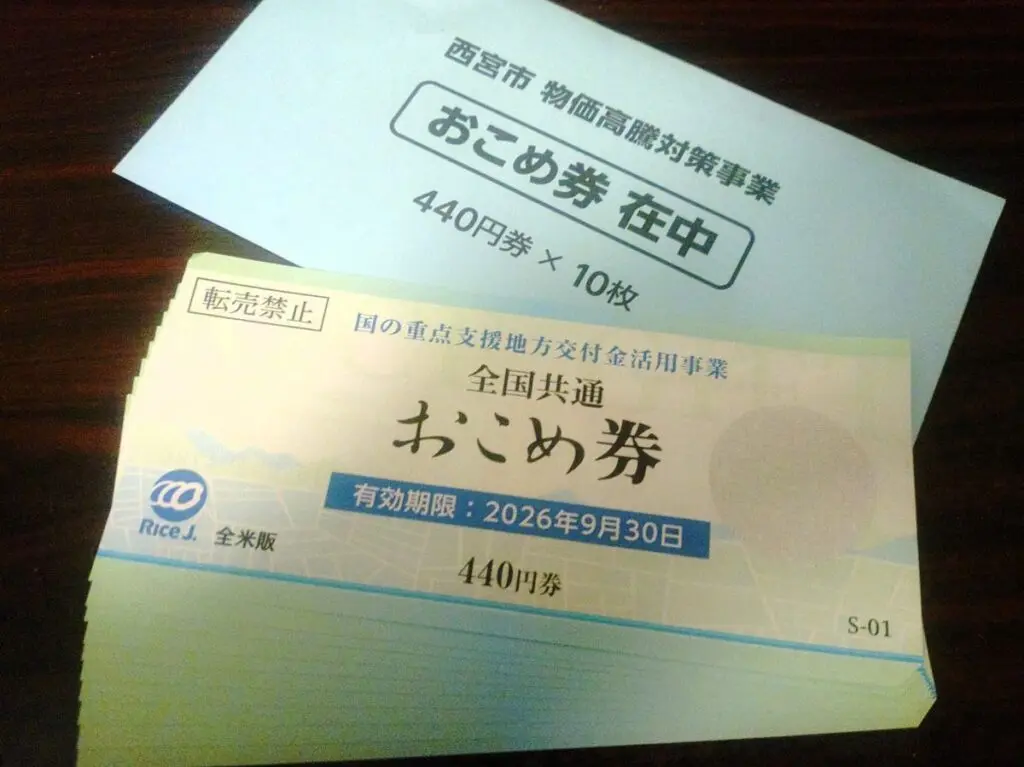 西宮市 物価高騰対策事業
おこめ券 在中
440円券 × 10枚
転売禁止
国の重点支援地方交付金活用事業
全国共通
おこめ券
有効期限：2026年9月30日
Rice J. 全米販
440円券
S-01